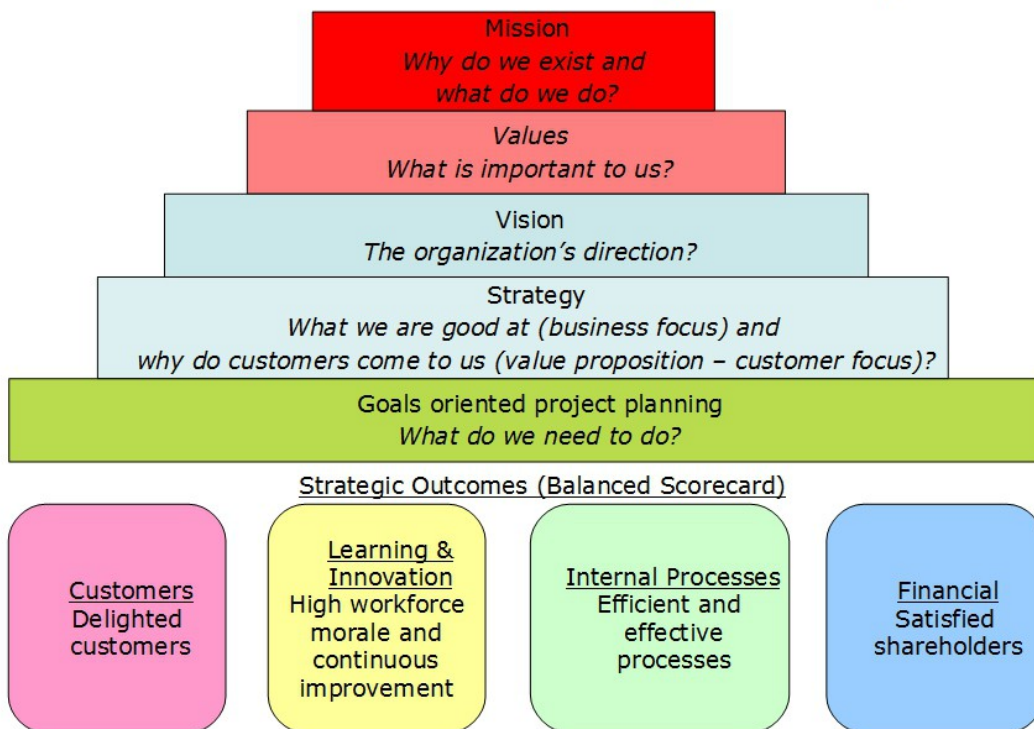 Mission
Why do we exist and
what do we do?
Values
What is important to us?
Vision
The organization’s direction?
Strategy
What we are good at (business focus) and
why do customers come to us (value proposition – customer focus)?
Goals oriented project planning
What do we need to do?
Strategic Outcomes (Balanced Scorecard)
Customers
Delighted
customers
Learning &
Innovation
High workforce
morale and
continuous
improvement
Internal Processes
Efficient and
effective
processes
Financial
Satisfied
shareholders